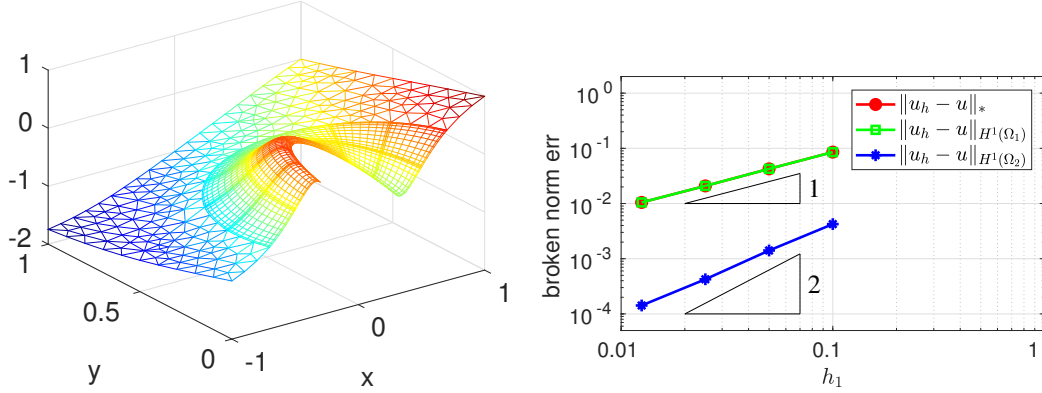 1
0
-1
-2
1
0.5
0
-1
0
1
y
x
broken norm err
10^0
10^{-1}
10^{-2}
10^{-3}
10^{-4}
‖u_h − u‖_*
‖u_h − u‖_{H^1(Ω_1)}
‖u_h − u‖_{H^1(Ω_2)}
1
2
0.01
0.1
1
h_1